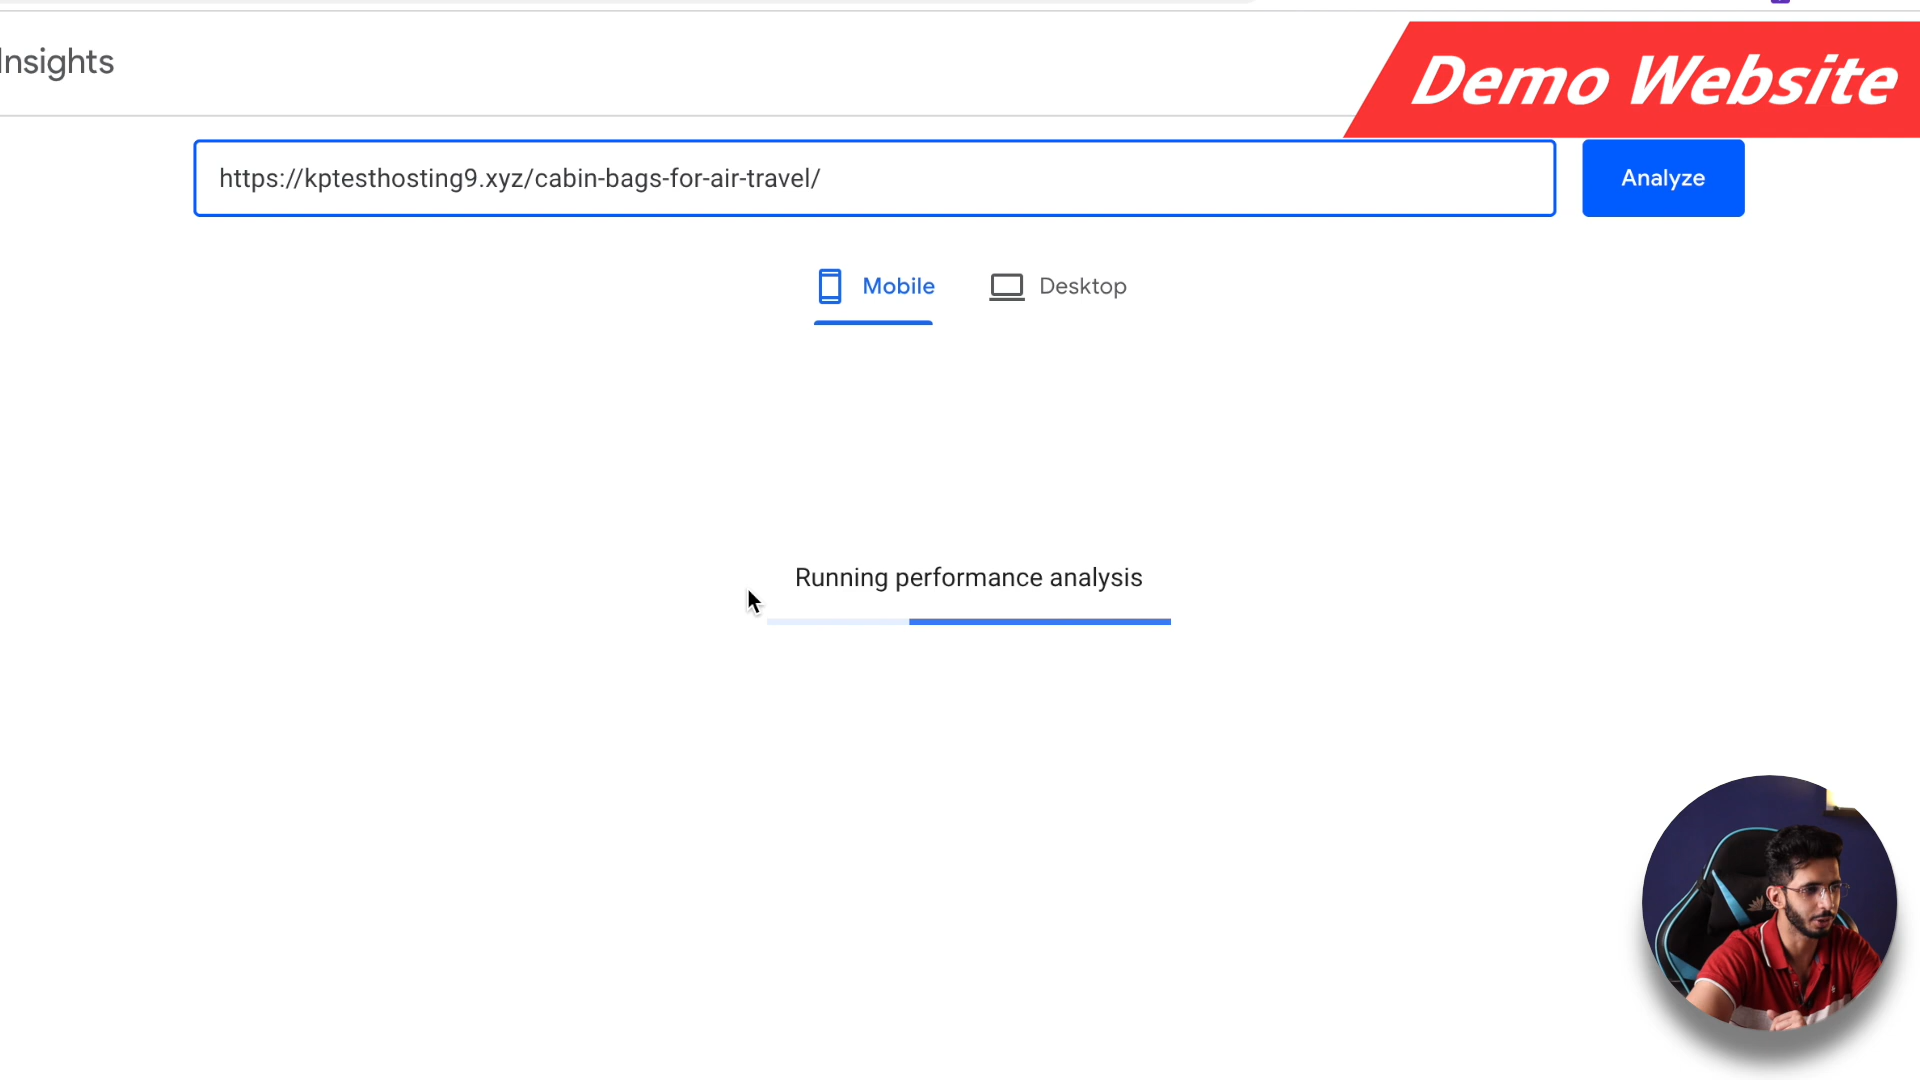 Insights
Demo Website
https://kptesthosting9.xyz/cabin-bags-for-air-travel/
Analyze
Mobile
Desktop
Running performance analysis